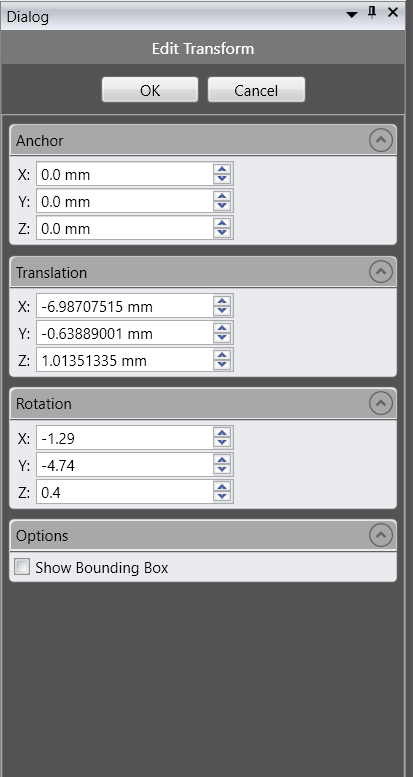 Dialog
Edit Transform
OK Cancel
Anchor
X: 0.0 mm
Y: 0.0 mm
Z: 0.0 mm
Translation
X: -6.98707515 mm
Y: -0.63889001 mm
Z: 1.01351335 mm
Rotation
X: -1.29
Y: -4.74
Z: 0.4
Options
Show Bounding Box